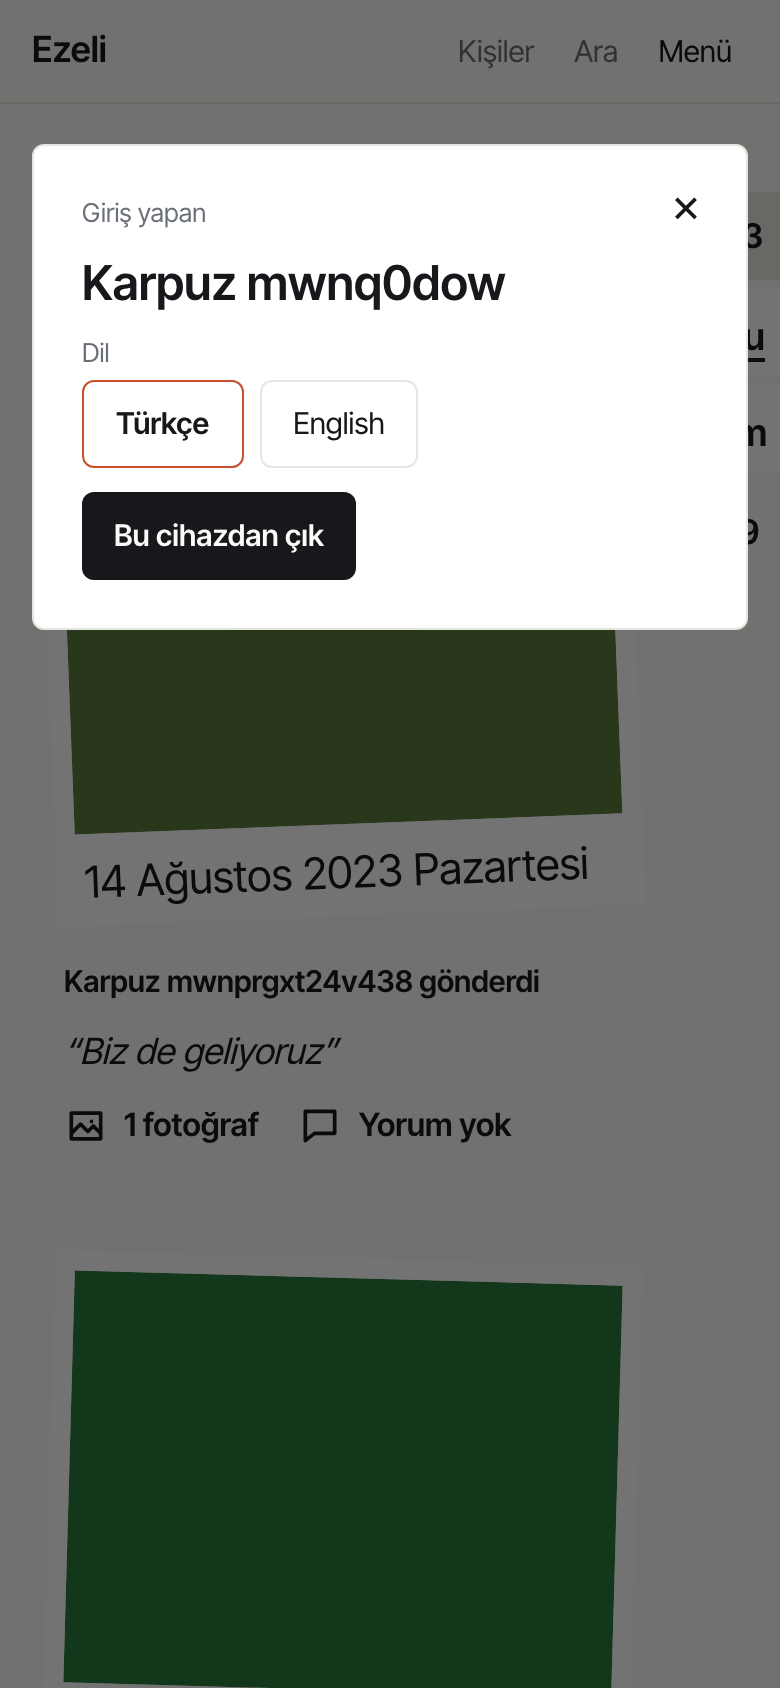 Ezeli
Kişiler Ara Menü
Giriş yapan
Karpuz mwnq0dow
Dil
Türkçe English
Bu cihazdan çık
14 Ağustos 2023 Pazartesi
Karpuz mwnprgxt24v438 gönderdi
“Biz de geliyoruz”
1 fotoğraf Yorum yok